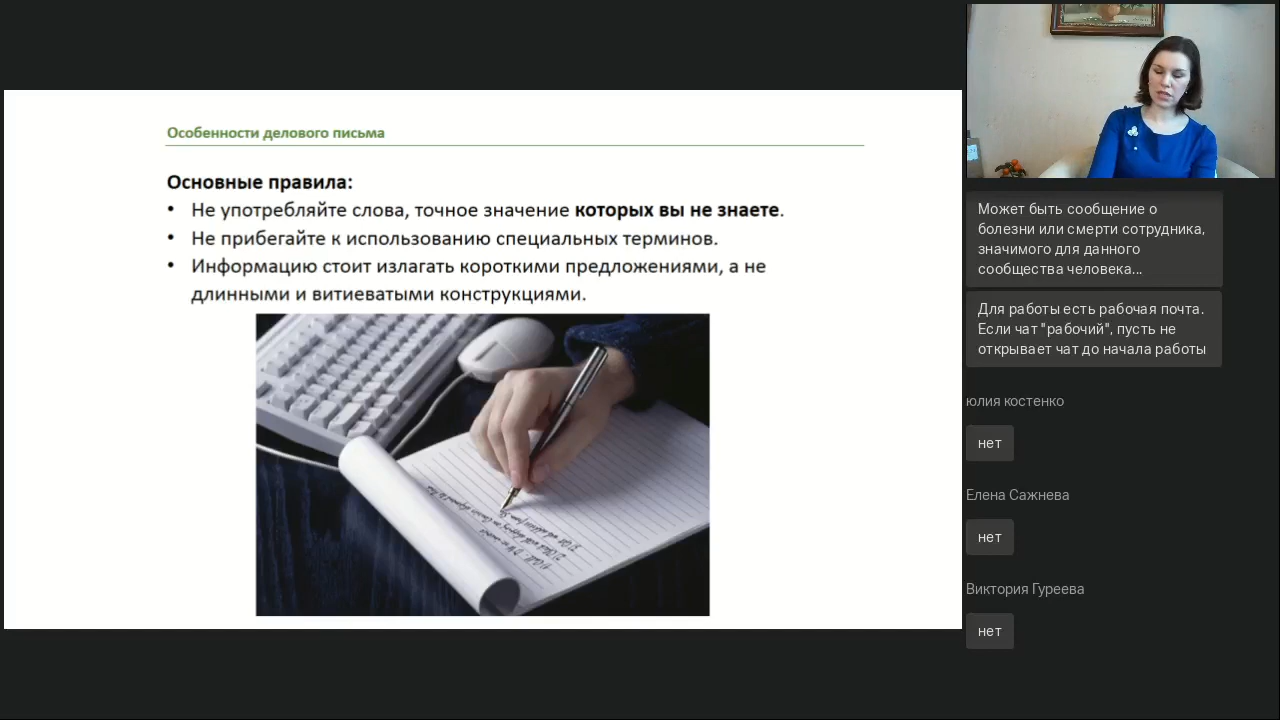 Особенности делового письма
Основные правила:
• Не употребляйте слова, точное значение которых вы не знаете.
• Не прибегайте к использованию специальных терминов.
• Информацию стоит излагать короткими предложениями, а не
длинными и витиеватыми конструкциями.
Может быть сообщение о
болезни или смерти сотрудника,
значимого для данного
сообщества человека...
Для работы есть рабочая почта.
Если чат "рабочий", пусть не
открывает чат до начала работы
юлия костенко
нет
Елена Сажнева
нет
Виктория Гуреева
нет